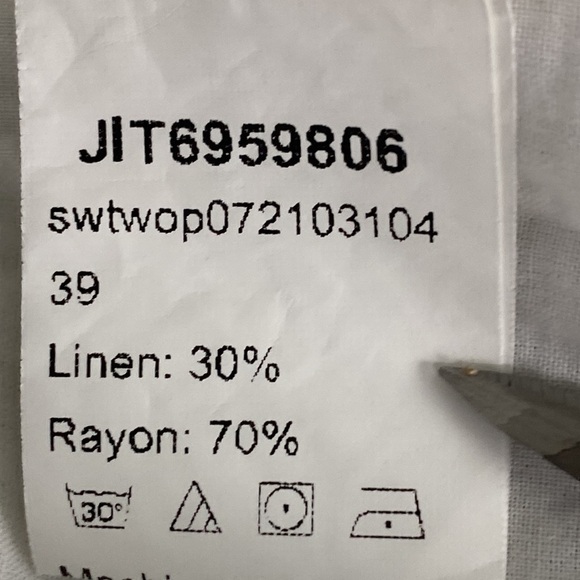 JIT6959806
swtwop072103104
39
Linen: 30%
Rayon: 70%
30°